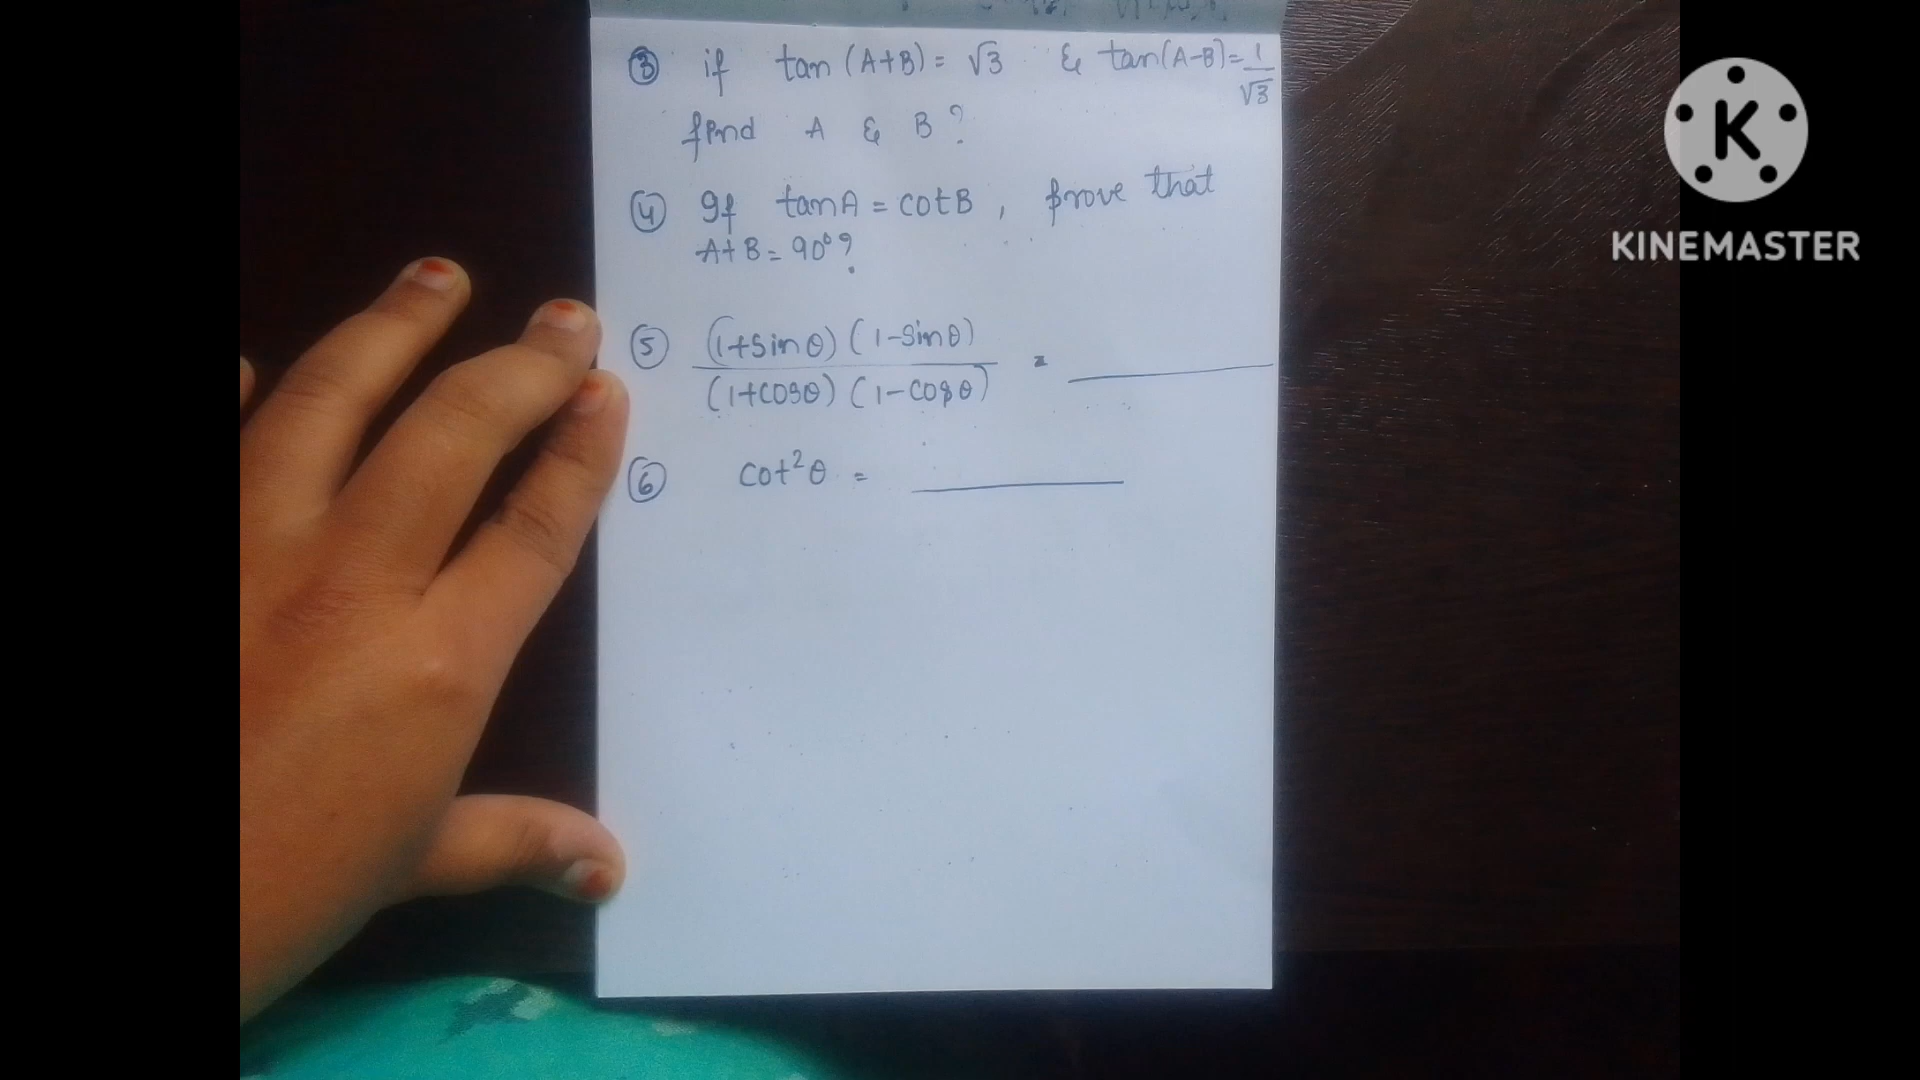 ③ if tan (A+B) = √3 & tan(A-B) = 1/√3
find A & B ?
④ If tanA = cotB , prove that
A+B = 90° ?
⑤ (1+sinθ) (1-sinθ) / (1+cosθ) (1-cosθ) = ________
⑥ cot²θ = ________
K
KINEMASTER